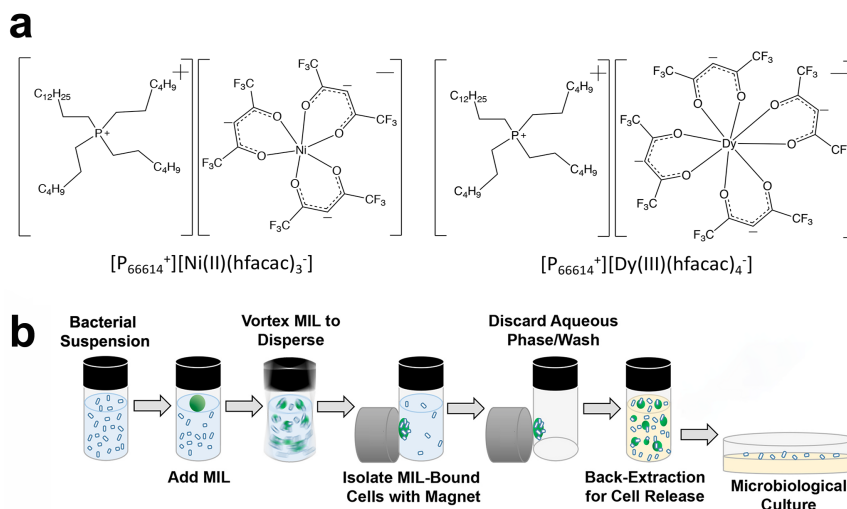 a
C₁₂H₂₅
C₄H₉
P⁺
C₄H₉
C₄H₉
+
F₃C
CF₃
O
O
F₃C
O
O
Ni
O
O
CF₃
F₃C
CF₃
—
C₁₂H₂₅
C₄H₉
P⁺
C₄H₉
C₄H₉
+
F₃C
CF₃
O
O
F₃C
O
O
CF₃
Dy
O
O
F₃C
O
O
CF₃
F₃C
CF₃
—
[P₆₆₆₁₄⁺][Ni(II)(hfacac)₃⁻]
[P₆₆₆₁₄⁺][Dy(III)(hfacac)₄⁻]
b
Bacterial
Suspension
Add MIL
Vortex MIL to
Disperse
Isolate MIL-Bound
Cells with Magnet
Discard Aqueous
Phase/Wash
Back-Extraction
for Cell Release
Microbiological
Culture